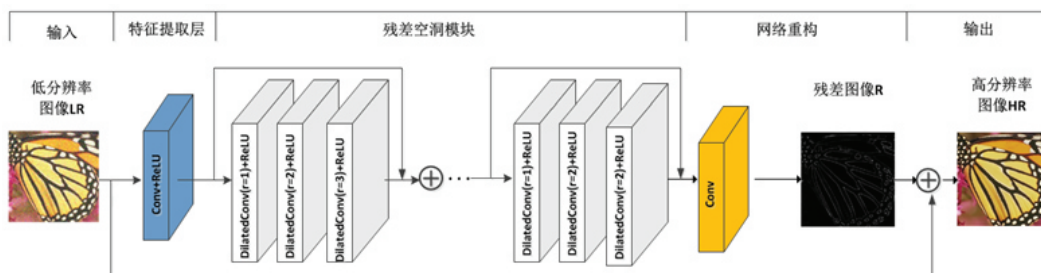 输入
特征提取层
残差空洞模块
网络重构
输出
低分辨率
图像LR
Conv+ReLU
DilatedConv(r=1)+ReLU
DilatedConv(r=2)+ReLU
DilatedConv(r=3)+ReLU
...
DilatedConv(r=1)+ReLU
DilatedConv(r=2)+ReLU
DilatedConv(r=2)+ReLU
Conv
残差图像R
高分辨率
图像HR